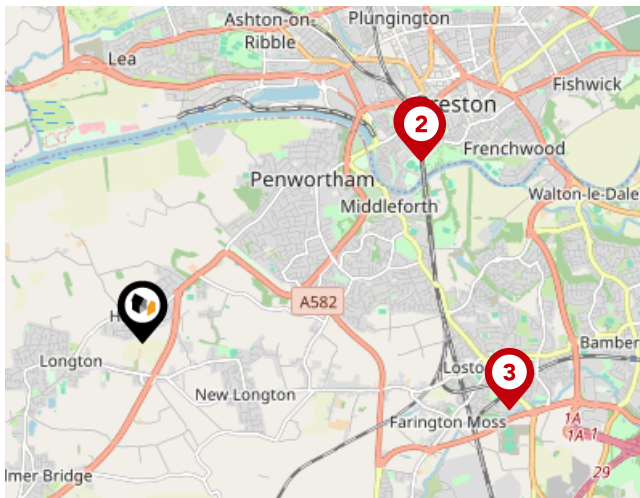 Ashton-on-
Ribble
Plungington
Lea
Fishwick
2
reston
Frenchwood
Penwortham
Walton-le-Dale
Middleforth
A582
H
Longton
Bamber
Losto
3
New Longton
Farington Moss
1A
1A 1
29
lmer Bridge